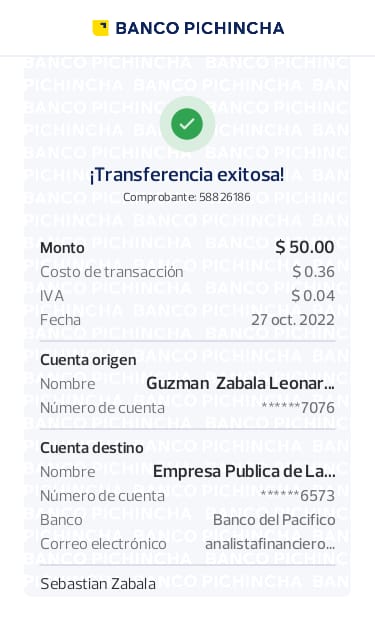 BANCO PICHINCHA
¡Transferencia exitosa!
Comprobante: 58826186
Monto $ 50.00
Costo de transacción $ 0.36
IVA $ 0.04
Fecha 27 oct. 2022
Cuenta origen
Nombre Guzman Zabala Leonar...
Número de cuenta ******7076
Cuenta destino
Nombre Empresa Publica de La...
Número de cuenta ******6573
Banco Banco del Pacifico
Correo electrónico analistafinanciero...
Sebastian Zabala